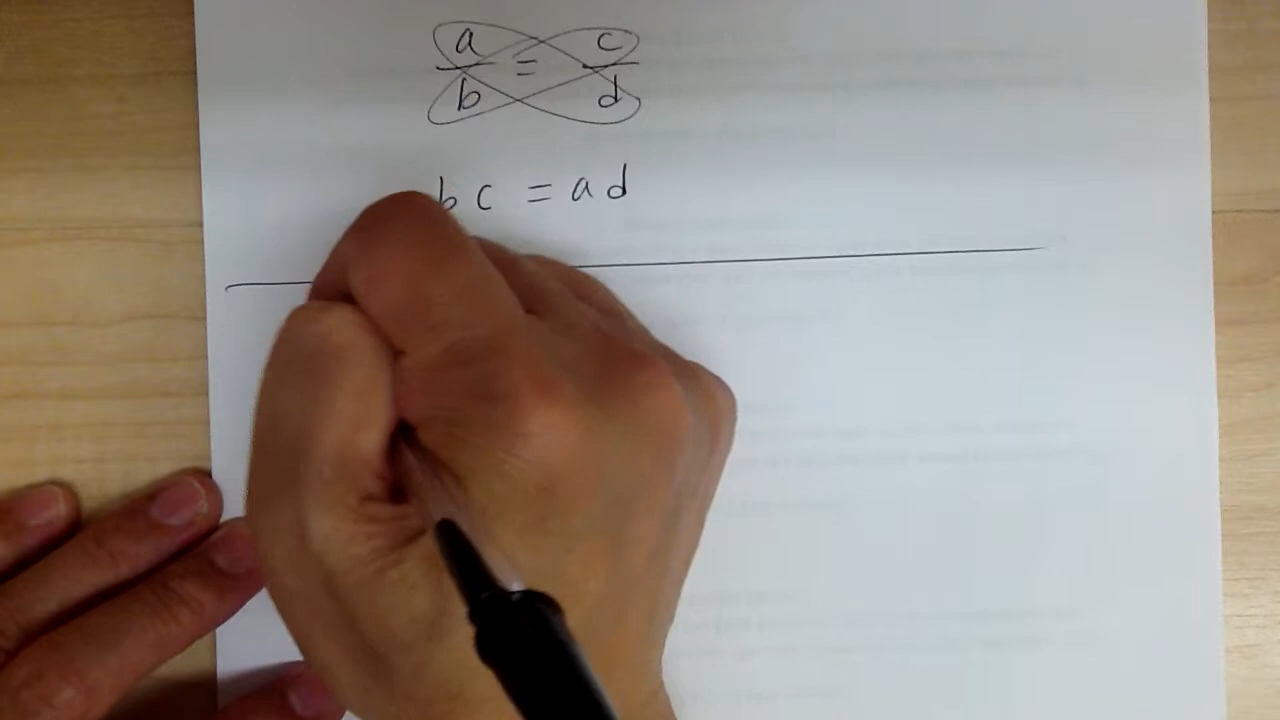 a/b = c/d
bc = ad